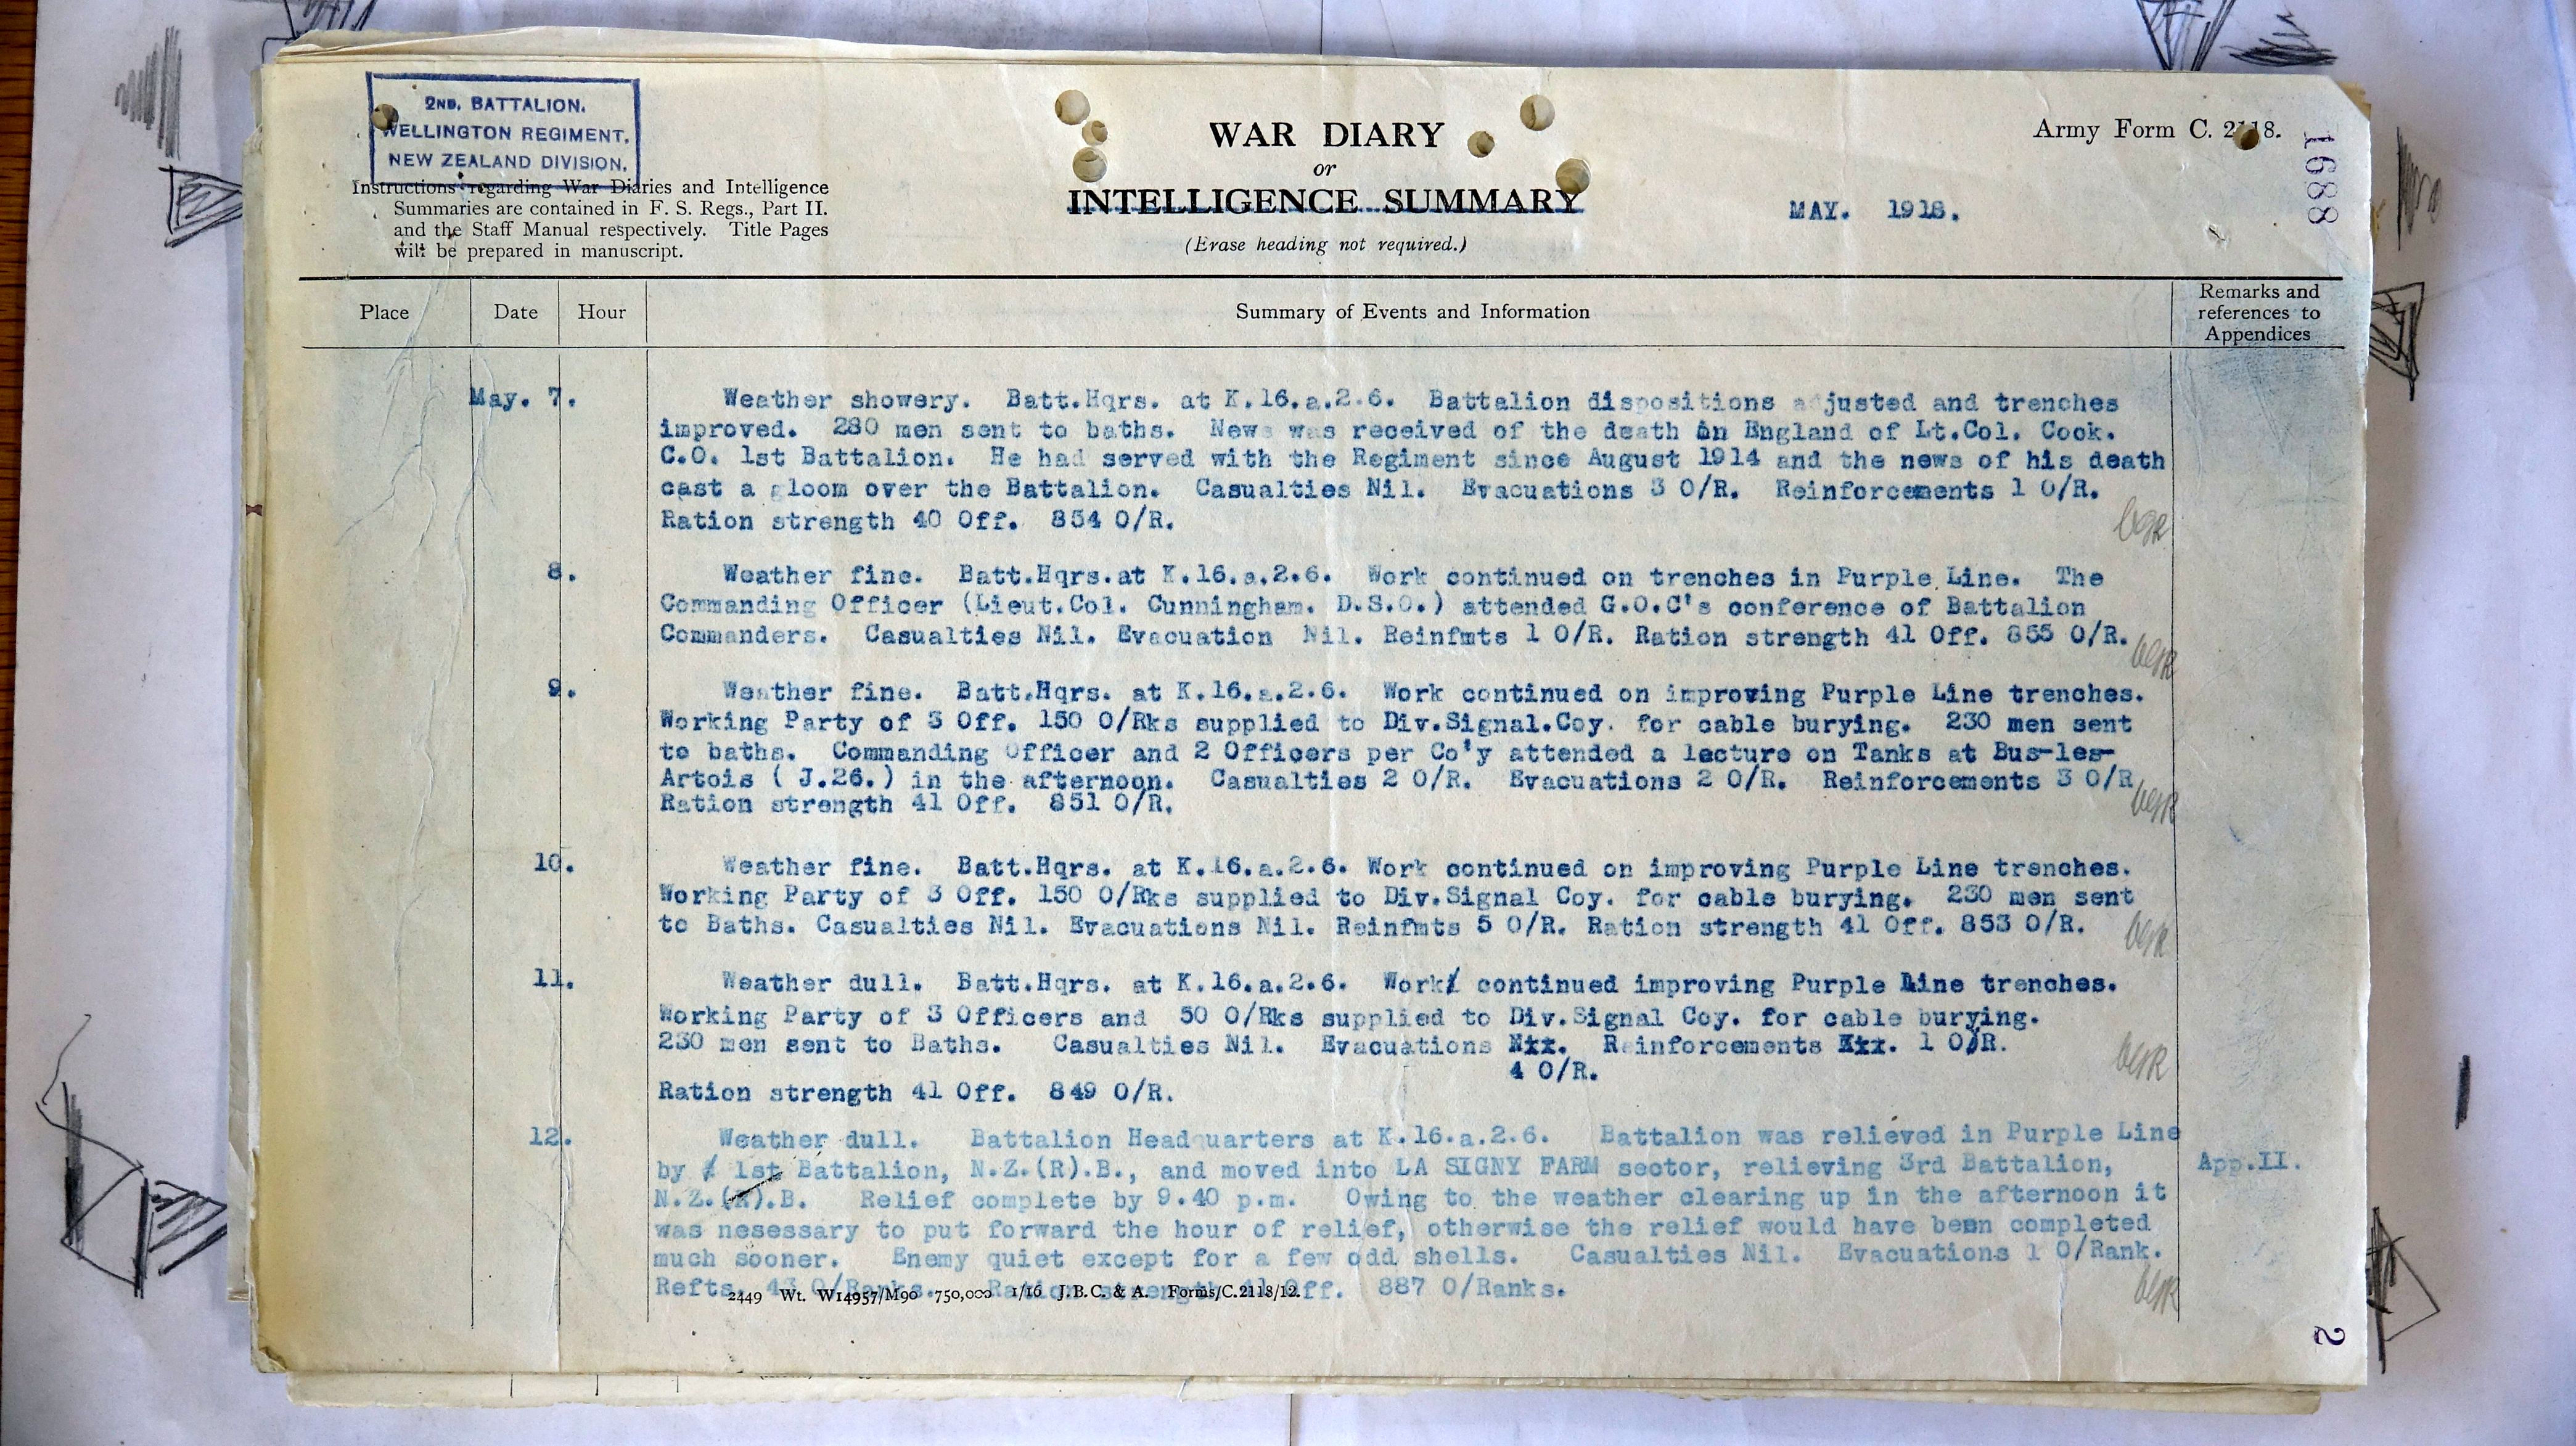 2ND. BATTALION.
WELLINGTON REGIMENT.
NEW ZEALAND DIVISION.
Instructions regarding War Diaries and Intelligence
Summaries are contained in F. S. Regs., Part II.
and the Staff Manual respectively. Title Pages
will be prepared in manuscript.
WAR DIARY
or
INTELLIGENCE SUMMARY
(Erase heading not required.)
MAY. 1918.
Army Form C. 2118.
1688
Place Date Hour Summary of Events and Information Remarks and references to Appendices
May. 7. Weather showery. Batt.Hqrs. at K.16.a.2.6. Battalion dispositions adjusted and trenches
improved. 280 men sent to baths. News was received of the death in England of Lt.Col. Cook.
C.O. 1st Battalion. He had served with the Regiment since August 1914 and the news of his death
cast a gloom over the Battalion. Casualties Nil. Evacuations 3 O/R. Reinforcements 1 O/R.
Ration strength 40 Off. 854 O/R.
8. Weather fine. Batt.Hqrs.at K.16.a.2.6. Work continued on trenches in Purple Line. The
Commanding Officer (Lieut.Col. Cunningham. D.S.O.) attended G.O.C's conference of Battalion
Commanders. Casualties Nil. Evacuation Nil. Reinfmts 1 O/R. Ration strength 41 Off. 855 O/R.
9. Weather fine. Batt.Hqrs. at K.16.a.2.6. Work continued on improving Purple Line trenches.
Working Party of 3 Off. 150 O/Rks supplied to Div.Signal.Coy. for cable burying. 230 men sent
to baths. Commanding Officer and 2 Officers per Co'y attended a lecture on Tanks at Bus-les-
Artois ( J.26.) in the afternoon. Casualties 2 O/R. Evacuations 2 O/R. Reinforcements 3 O/R
Ration strength 41 Off. 851 O/R.
10. Weather fine. Batt.Hqrs. at K.16.a.2.6. Work continued on improving Purple Line trenches.
Working Party of 3 Off. 150 O/Rks supplied to Div.Signal Coy. for cable burying. 230 men sent
to Baths. Casualties Nil. Evacuations Nil. Reinfmts 5 O/R. Ration strength 41 Off. 853 O/R.
11. Weather dull. Batt.Hqrs. at K.16.a.2.6. Work continued improving Purple Line trenches.
Working Party of 3 Officers and 50 O/Rks supplied to Div.Signal Coy. for cable burying.
230 men sent to Baths. Casualties Nil. Evacuations Nxx. Reinforcements Xxx. 1 O/R.
4 O/R.
Ration strength 41 Off. 849 O/R.
12. Weather dull. Battalion Headquarters at K.16.a.2.6. Battalion was relieved in Purple Line
by 1st Battalion, N.Z.(R).B., and moved into LA SIGNY FARM sector, relieving 3rd Battalion, App.II.
N.Z.(R).B. Relief complete by 9.40 p.m. Owing to the weather clearing up in the afternoon it
was nesessary to put forward the hour of relief, otherwise the relief would have been completed
much sooner. Enemy quiet except for a few odd shells. Casualties Nil. Evacuations 1 O/Rank.
Refts. 43 O/Ranks. Ration strength 41 Off. 887 O/Ranks.
2449 Wt. W14957/M90 750,000 1/16 J.B.C. & A. Forms/C.2118/12.
2